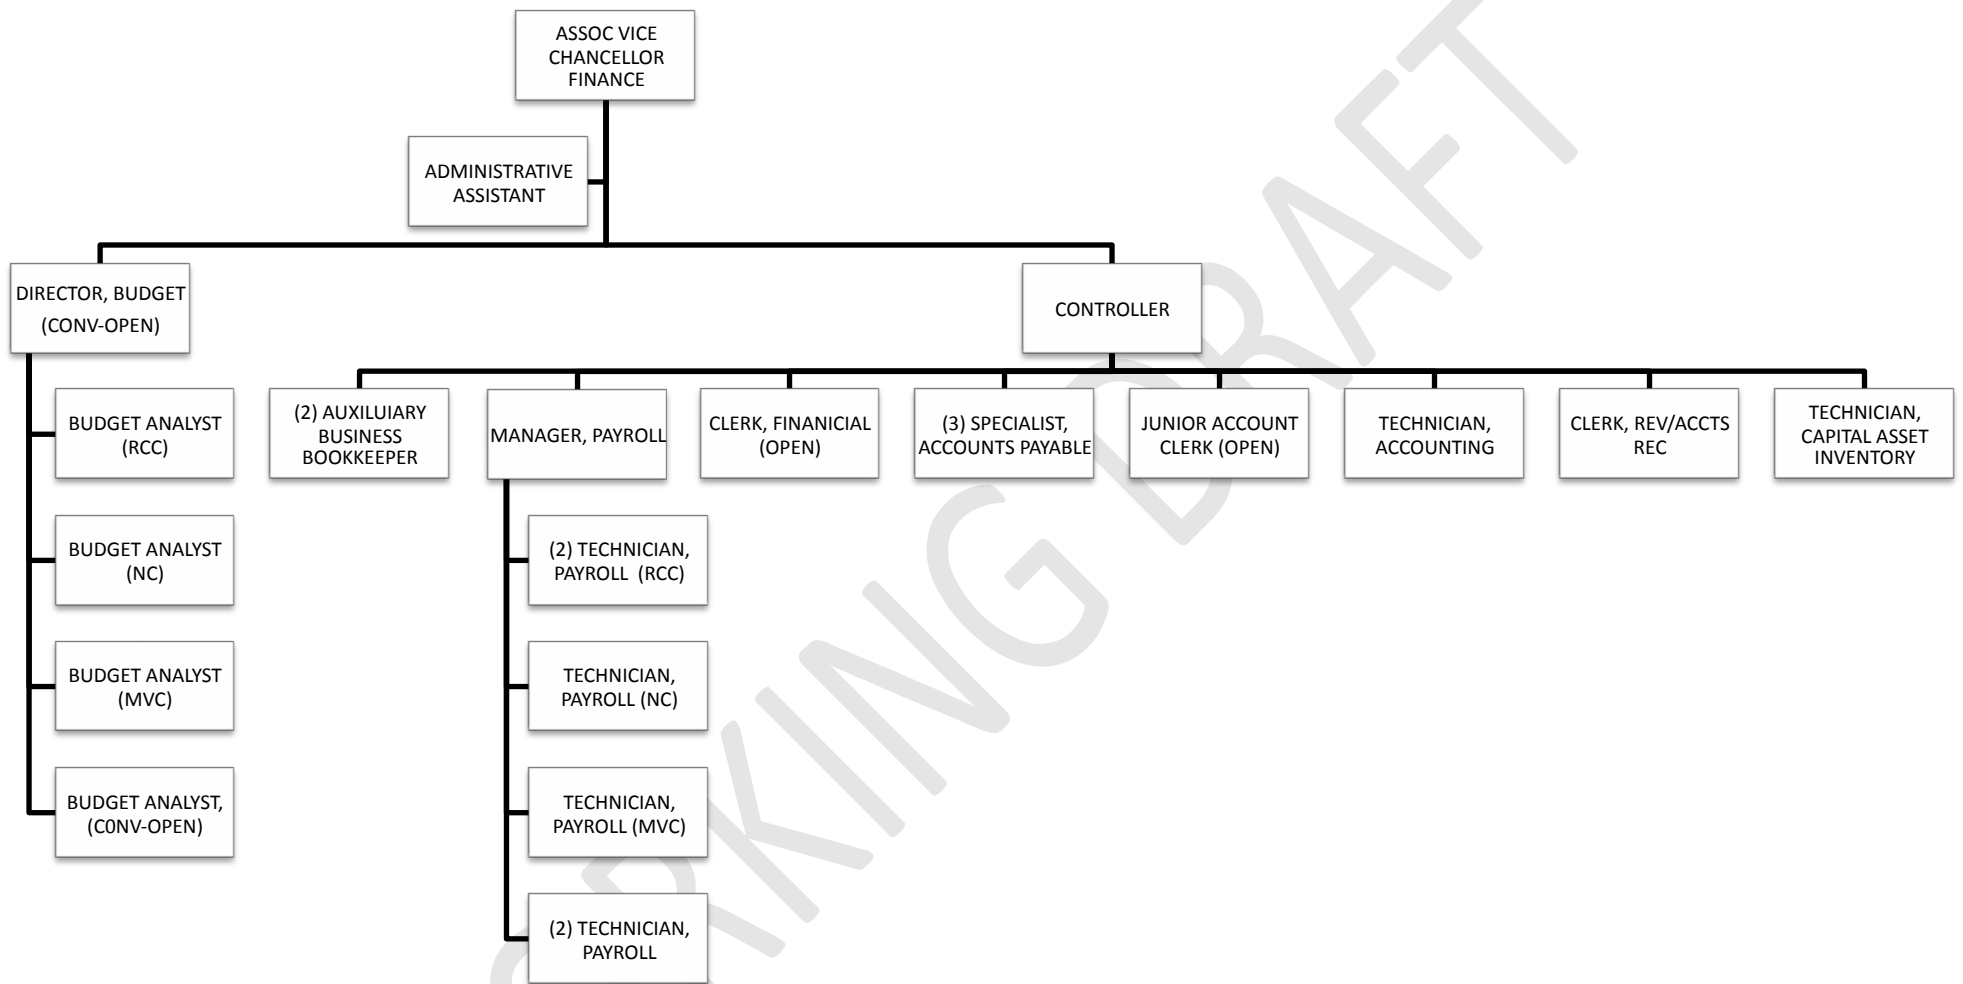 ASSOC VICE
CHANCELLOR
FINANCE
ADMINISTRATIVE
ASSISTANT
DIRECTOR, BUDGET
(CONV-OPEN)
CONTROLLER
BUDGET ANALYST
(RCC)
BUDGET ANALYST
(NC)
BUDGET ANALYST
(MVC)
BUDGET ANALYST,
(C0NV-OPEN)
(2) AUXILUIARY
BUSINESS
BOOKKEEPER
MANAGER, PAYROLL
(2) TECHNICIAN,
PAYROLL (RCC)
TECHNICIAN,
PAYROLL (NC)
TECHNICIAN,
PAYROLL (MVC)
(2) TECHNICIAN,
PAYROLL
CLERK, FINANICIAL
(OPEN)
(3) SPECIALIST,
ACCOUNTS PAYABLE
JUNIOR ACCOUNT
CLERK (OPEN)
TECHNICIAN,
ACCOUNTING
CLERK, REV/ACCTS
REC
TECHNICIAN,
CAPITAL ASSET
INVENTORY
RKING DRAFT